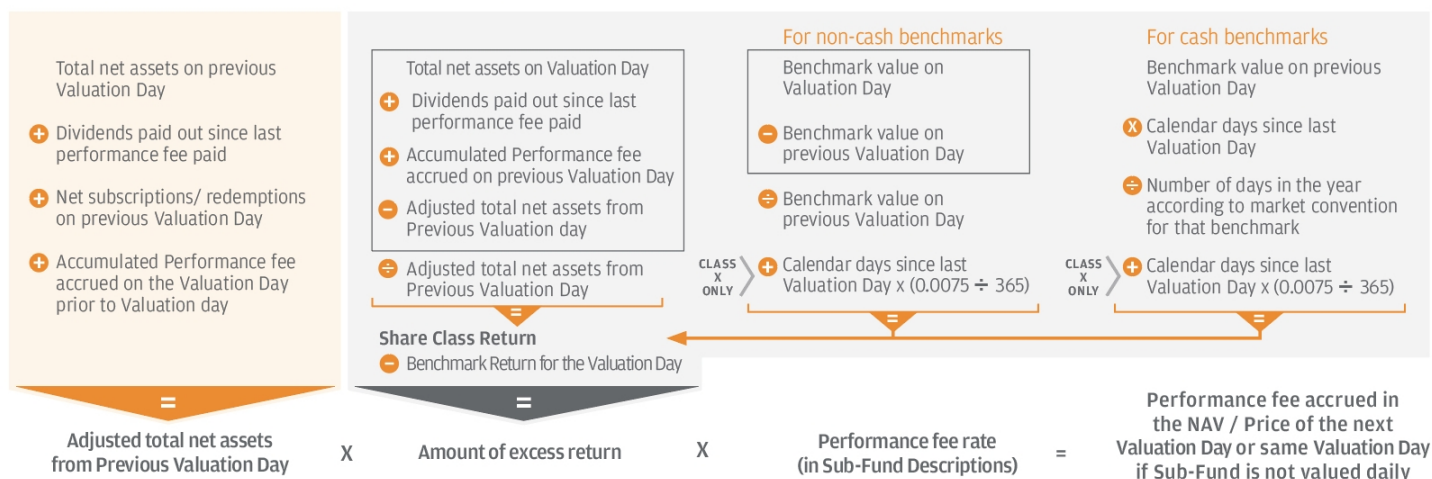 Total net assets on previous
Valuation Day
+ Dividends paid out since last
performance fee paid
+ Net subscriptions/ redemptions
on previous Valuation Day
+ Accumulated Performance fee
accrued on the Valuation Day
prior to Valuation day
=
Adjusted total net assets
from Previous Valuation Day
X
Total net assets on Valuation Day
+ Dividends paid out since last
performance fee paid
+ Accumulated Performance fee
accrued on previous Valuation Day
− Adjusted total net assets from
Previous Valuation day
÷ Adjusted total net assets from
Previous Valuation Day
=
Share Class Return
− Benchmark Return for the Valuation Day
=
Amount of excess return
X
For non-cash benchmarks
Benchmark value on
Valuation Day
− Benchmark value on
previous Valuation Day
÷ Benchmark value on
previous Valuation Day
CLASS
X
ONLY
+ Calendar days since last
Valuation Day x (0.0075 ÷ 365)
=
For cash benchmarks
Benchmark value on previous
Valuation Day
X Calendar days since last
Valuation Day
÷ Number of days in the year
according to market convention
for that benchmark
CLASS
X
ONLY
+ Calendar days since last
Valuation Day x (0.0075 ÷ 365)
=
Performance fee rate
(in Sub-Fund Descriptions)
=
Performance fee accrued in
the NAV / Price of the next
Valuation Day or same Valuation Day
if Sub-Fund is not valued daily